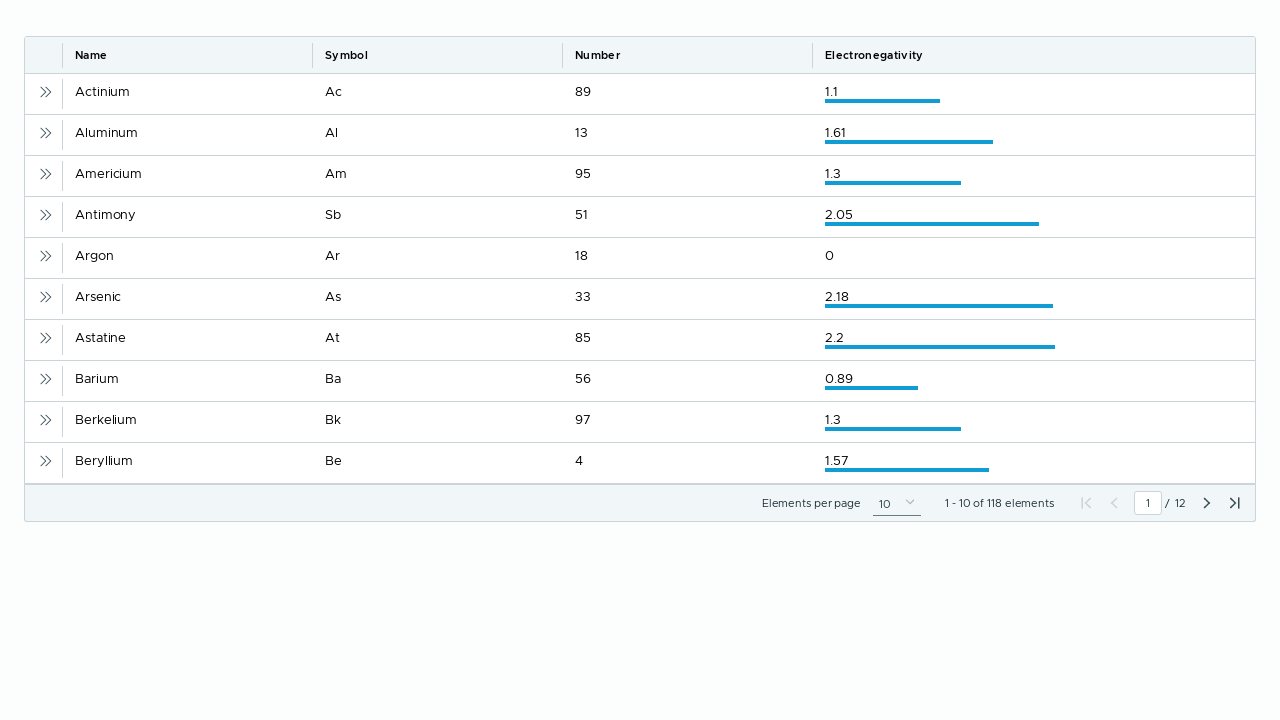 Name Symbol Number Electronegativity
Actinium Ac 89 1.1
Aluminum Al 13 1.61
Americium Am 95 1.3
Antimony Sb 51 2.05
Argon Ar 18 0
Arsenic As 33 2.18
Astatine At 85 2.2
Barium Ba 56 0.89
Berkelium Bk 97 1.3
Beryllium Be 4 1.57
Elements per page 10 1 - 10 of 118 elements 1 / 12